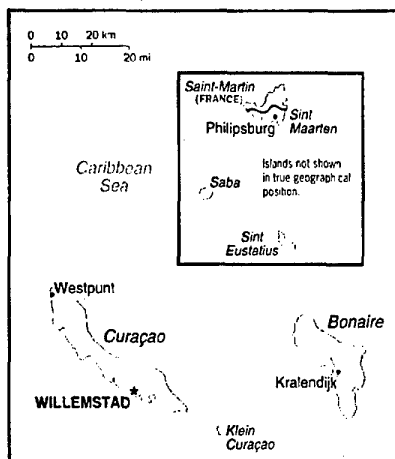 0 10 20 km
0 10 20 mi
Saint-Martin
(FRANCE)
Sint
Maarten
Philipsburg
Caribbean
Sea
Islands not shown
in true geographical
position.
Saba
Sint
Eustatius
Westpunt
Curaçao
Bonaire
Kralendijk
WILLEMSTAD
Klein
Curaçao